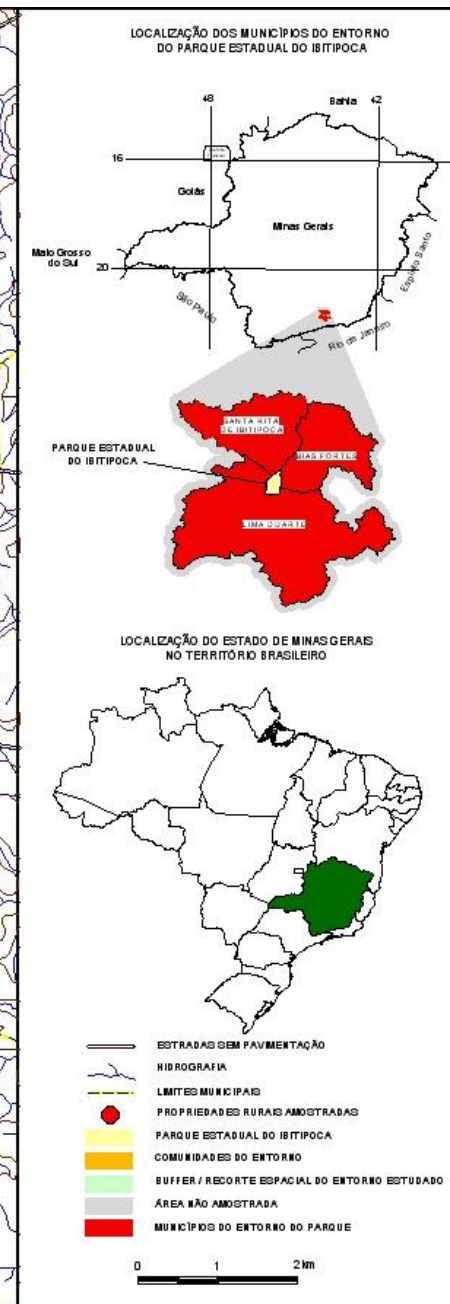 LOCALIZAÇÃO DOS MUNICÍPIOS DO ENTORNO
DO PARQUE ESTADUAL DO IBITIPOCA
48
42
Bahia
16
Goiás
Minas Gerais
Mato Grosso
do Sul
20
Espírito Santo
São Paulo
Rio de Janeiro
SANTA RITA
DE IBITIPOCA
PARQUE ESTADUAL
DO IBITIPOCA
BIAS FORTES
LIMA DUARTE
LOCALIZAÇÃO DO ESTADO DE MINAS GERAIS
NO TERRITÓRIO BRASILEIRO
ESTRADAS SEM PAVIMENTAÇÃO
HIDROGRAFIA
LIMITES MUNICIPAIS
PROPRIEDADES RURAIS AMOSTRADAS
PARQUE ESTADUAL DO IBITIPOCA
COMUNIDADES DO ENTORNO
BUFFER / RECORTE ESPACIAL DO ENTORNO ESTUDADO
ÁREA NÃO AMOSTRADA
MUNICÍPIOS DO ENTORNO DO PARQUE
0 1 2 km